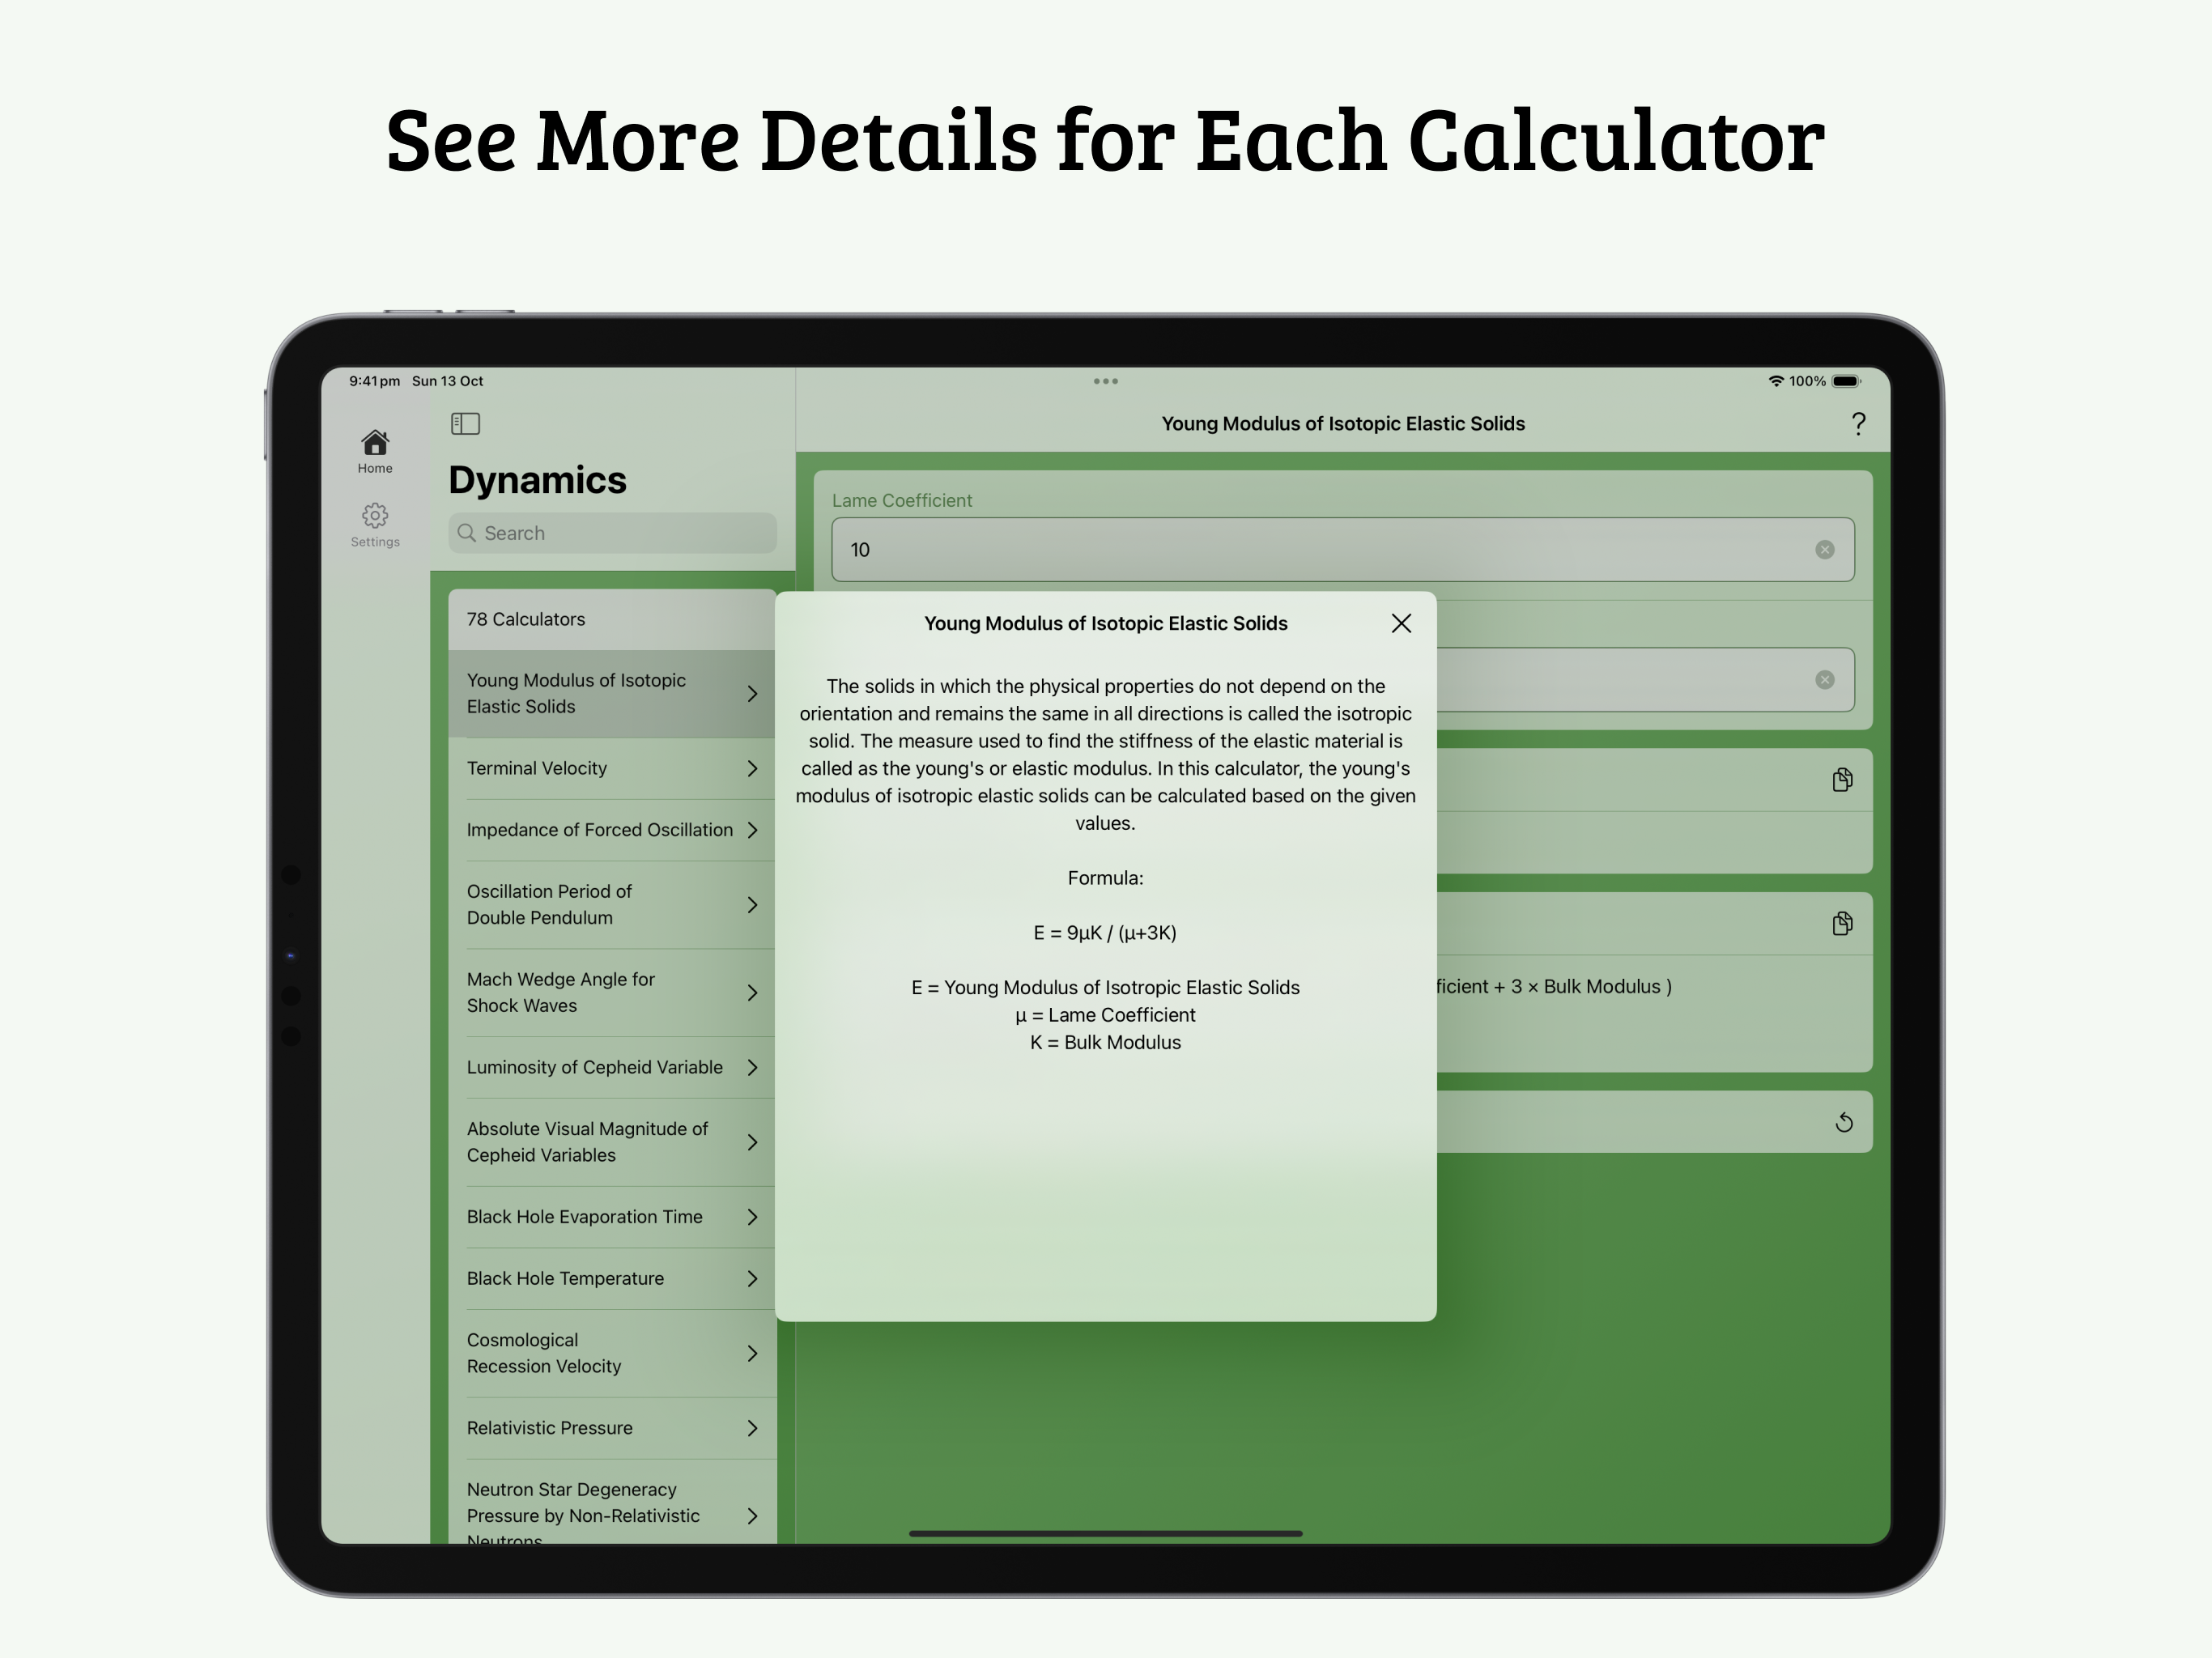 See More Details for Each Calculator
9:41 pm Sun 13 Oct
100%
Home
Settings
Dynamics
Search
78 Calculators
Young Modulus of Isotopic
Elastic Solids
Terminal Velocity
Impedance of Forced Oscillation
Oscillation Period of
Double Pendulum
Mach Wedge Angle for
Shock Waves
Luminosity of Cepheid Variable
Absolute Visual Magnitude of
Cepheid Variables
Black Hole Evaporation Time
Black Hole Temperature
Cosmological
Recession Velocity
Relativistic Pressure
Neutron Star Degeneracy
Pressure by Non-Relativistic
Neutrons
Young Modulus of Isotopic Elastic Solids
?
Lame Coefficient
10
Young Modulus of Isotopic Elastic Solids
The solids in which the physical properties do not depend on the
orientation and remains the same in all directions is called the isotropic
solid. The measure used to find the stiffness of the elastic material is
called as the young's or elastic modulus. In this calculator, the young's
modulus of isotropic elastic solids can be calculated based on the given
values.
Formula:
E = 9μK / (μ+3K)
E = Young Modulus of Isotropic Elastic Solids
μ = Lame Coefficient
K = Bulk Modulus
ficient + 3 × Bulk Modulus )